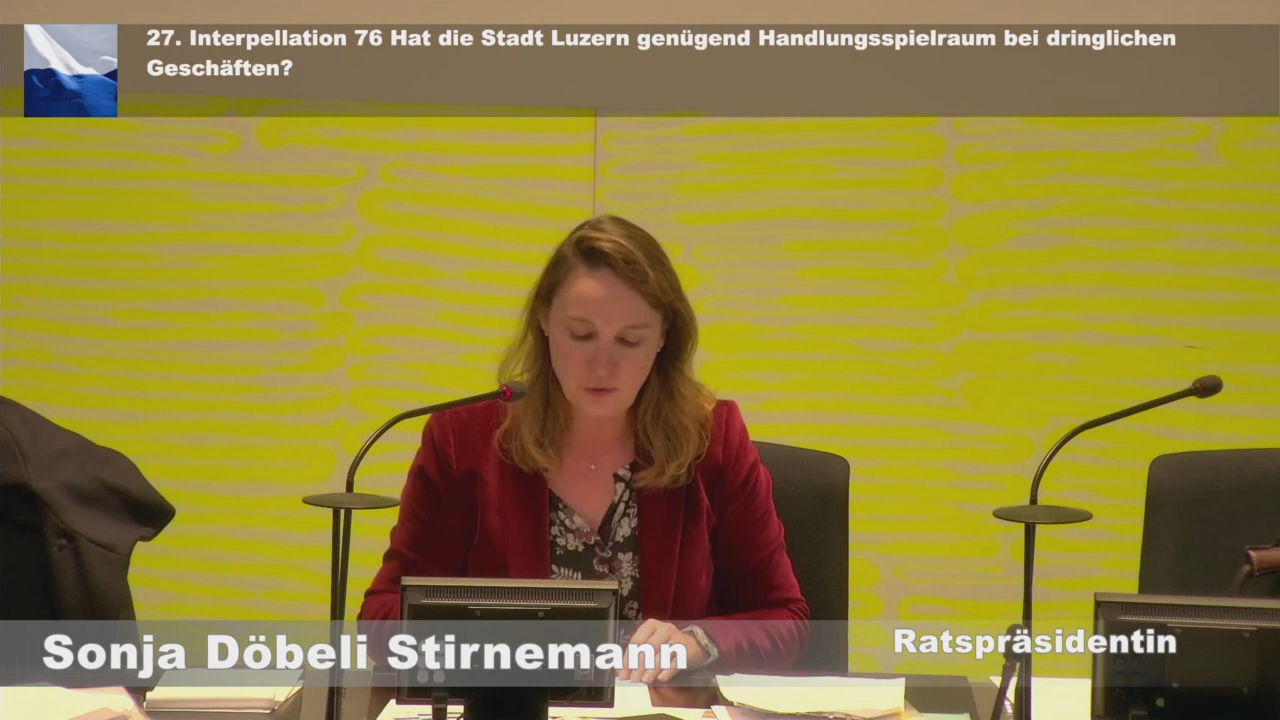 27. Interpellation 76 Hat die Stadt Luzern genügend Handlungsspielraum bei dringlichen
Geschäften?
Sonja Döbeli Stirnemann
Ratspräsidentin